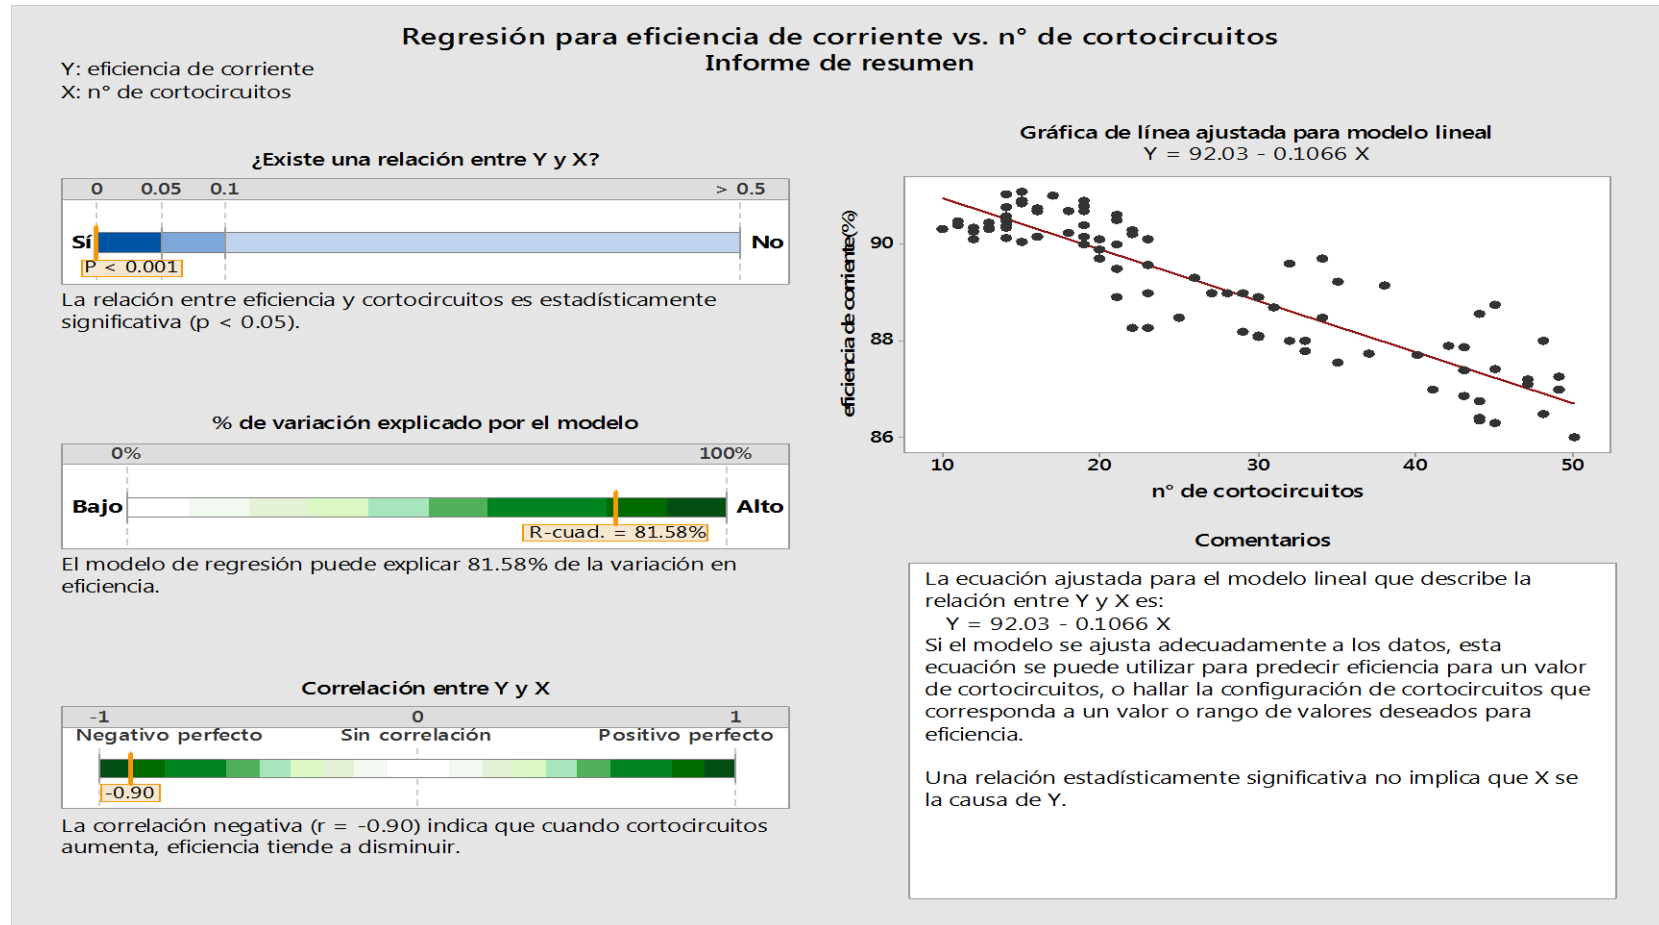 Regresión para eficiencia de corriente vs. n° de cortocircuitos
Informe de resumen
Y: eficiencia de corriente
X: n° de cortocircuitos
¿Existe una relación entre Y y X?
0 0.05 0.1 > 0.5
Sí No
P < 0.001
La relación entre eficiencia y cortocircuitos es estadísticamente
significativa (p < 0.05).
% de variación explicado por el modelo
0% 100%
Bajo Alto
R-cuad. = 81.58%
El modelo de regresión puede explicar 81.58% de la variación en
eficiencia.
Correlación entre Y y X
-1 0 1
Negativo perfecto Sin correlación Positivo perfecto
-0.90
La correlación negativa (r = -0.90) indica que cuando cortocircuitos
aumenta, eficiencia tiende a disminuir.
Gráfica de línea ajustada para modelo lineal
Y = 92.03 - 0.1066 X
eficiencia de corriente(%)
90
88
86
10 20 30 40 50
n° de cortocircuitos
Comentarios
La ecuación ajustada para el modelo lineal que describe la
relación entre Y y X es:
Y = 92.03 - 0.1066 X
Si el modelo se ajusta adecuadamente a los datos, esta
ecuación se puede utilizar para predecir eficiencia para un valor
de cortocircuitos, o hallar la configuración de cortocircuitos que
corresponda a un valor o rango de valores deseados para
eficiencia.
Una relación estadísticamente significativa no implica que X se
la causa de Y.